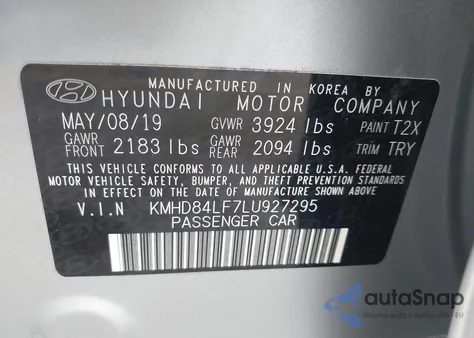 MANUFACTURED IN KOREA BY
HYUNDAI MOTOR COMPANY
MAY/08/19 GVWR 3924 lbs PAINT T2X
GAWR FRONT 2183 lbs GAWR REAR 2094 lbs TRIM TRY
THIS VEHICLE CONFORMS TO ALL APPLICABLE U.S.A. FEDERAL
MOTOR VEHICLE SAFETY, BUMPER, AND THEFT PREVENTION STANDARDS
IN EFFECT ON THE DATE OF MANUFACTURE SHOWN ABOVE.
V.I.N KMHD84LF7LU927295
PASSENGER CAR
autoSnap